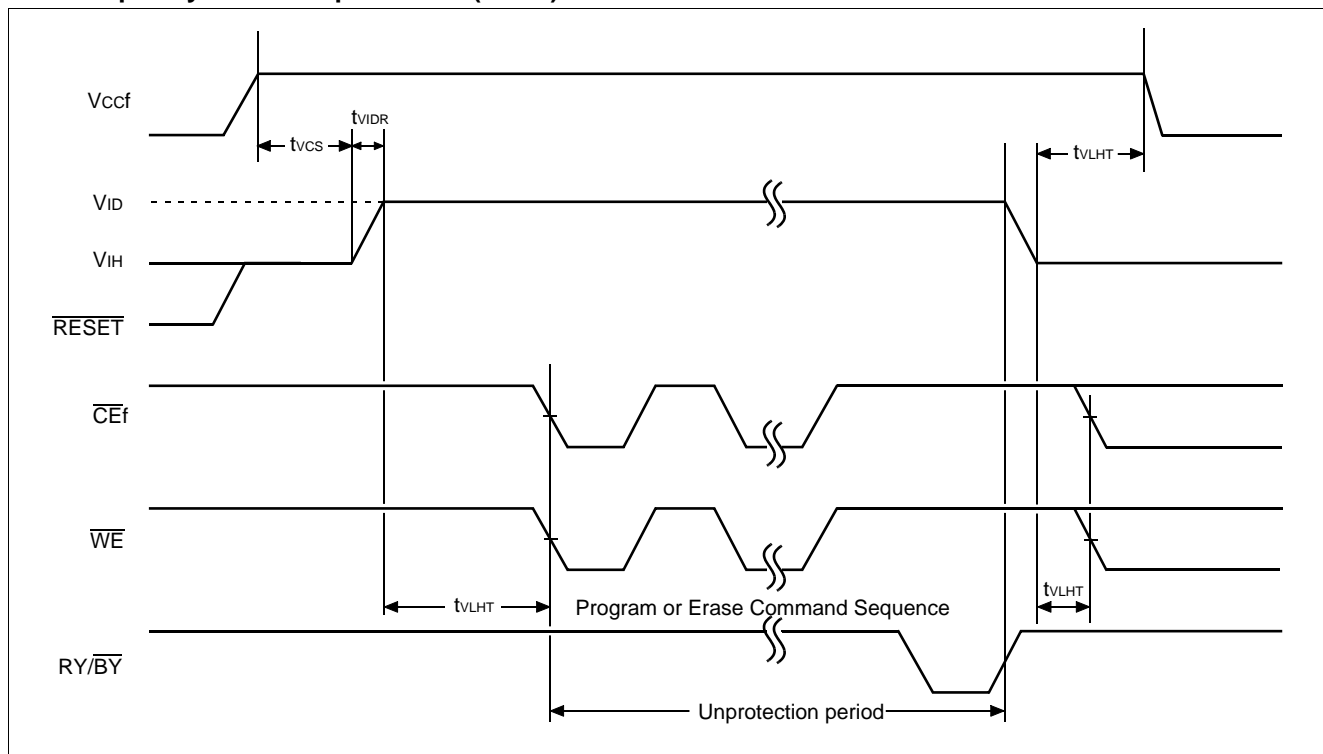 Vccf
tVIDR
tVCS
tVLHT
VID
VIH
RESET
CEf
WE
tVLHT
Program or Erase Command Sequence
tVLHT
RY/BY
Unprotection period